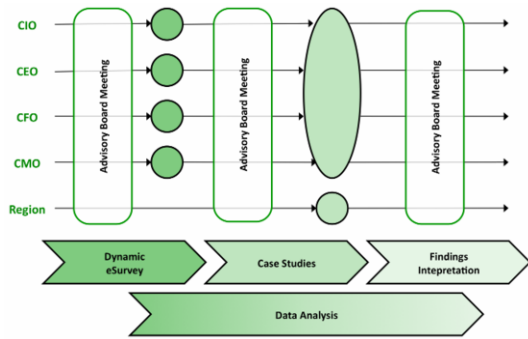 CIO
CEO
CFO
CMO
Region
Advisory Board Meeting
Advisory Board Meeting
Advisory Board Meeting
Dynamic
eSurvey
Case Studies
Findings
Intepretation
Data Analysis